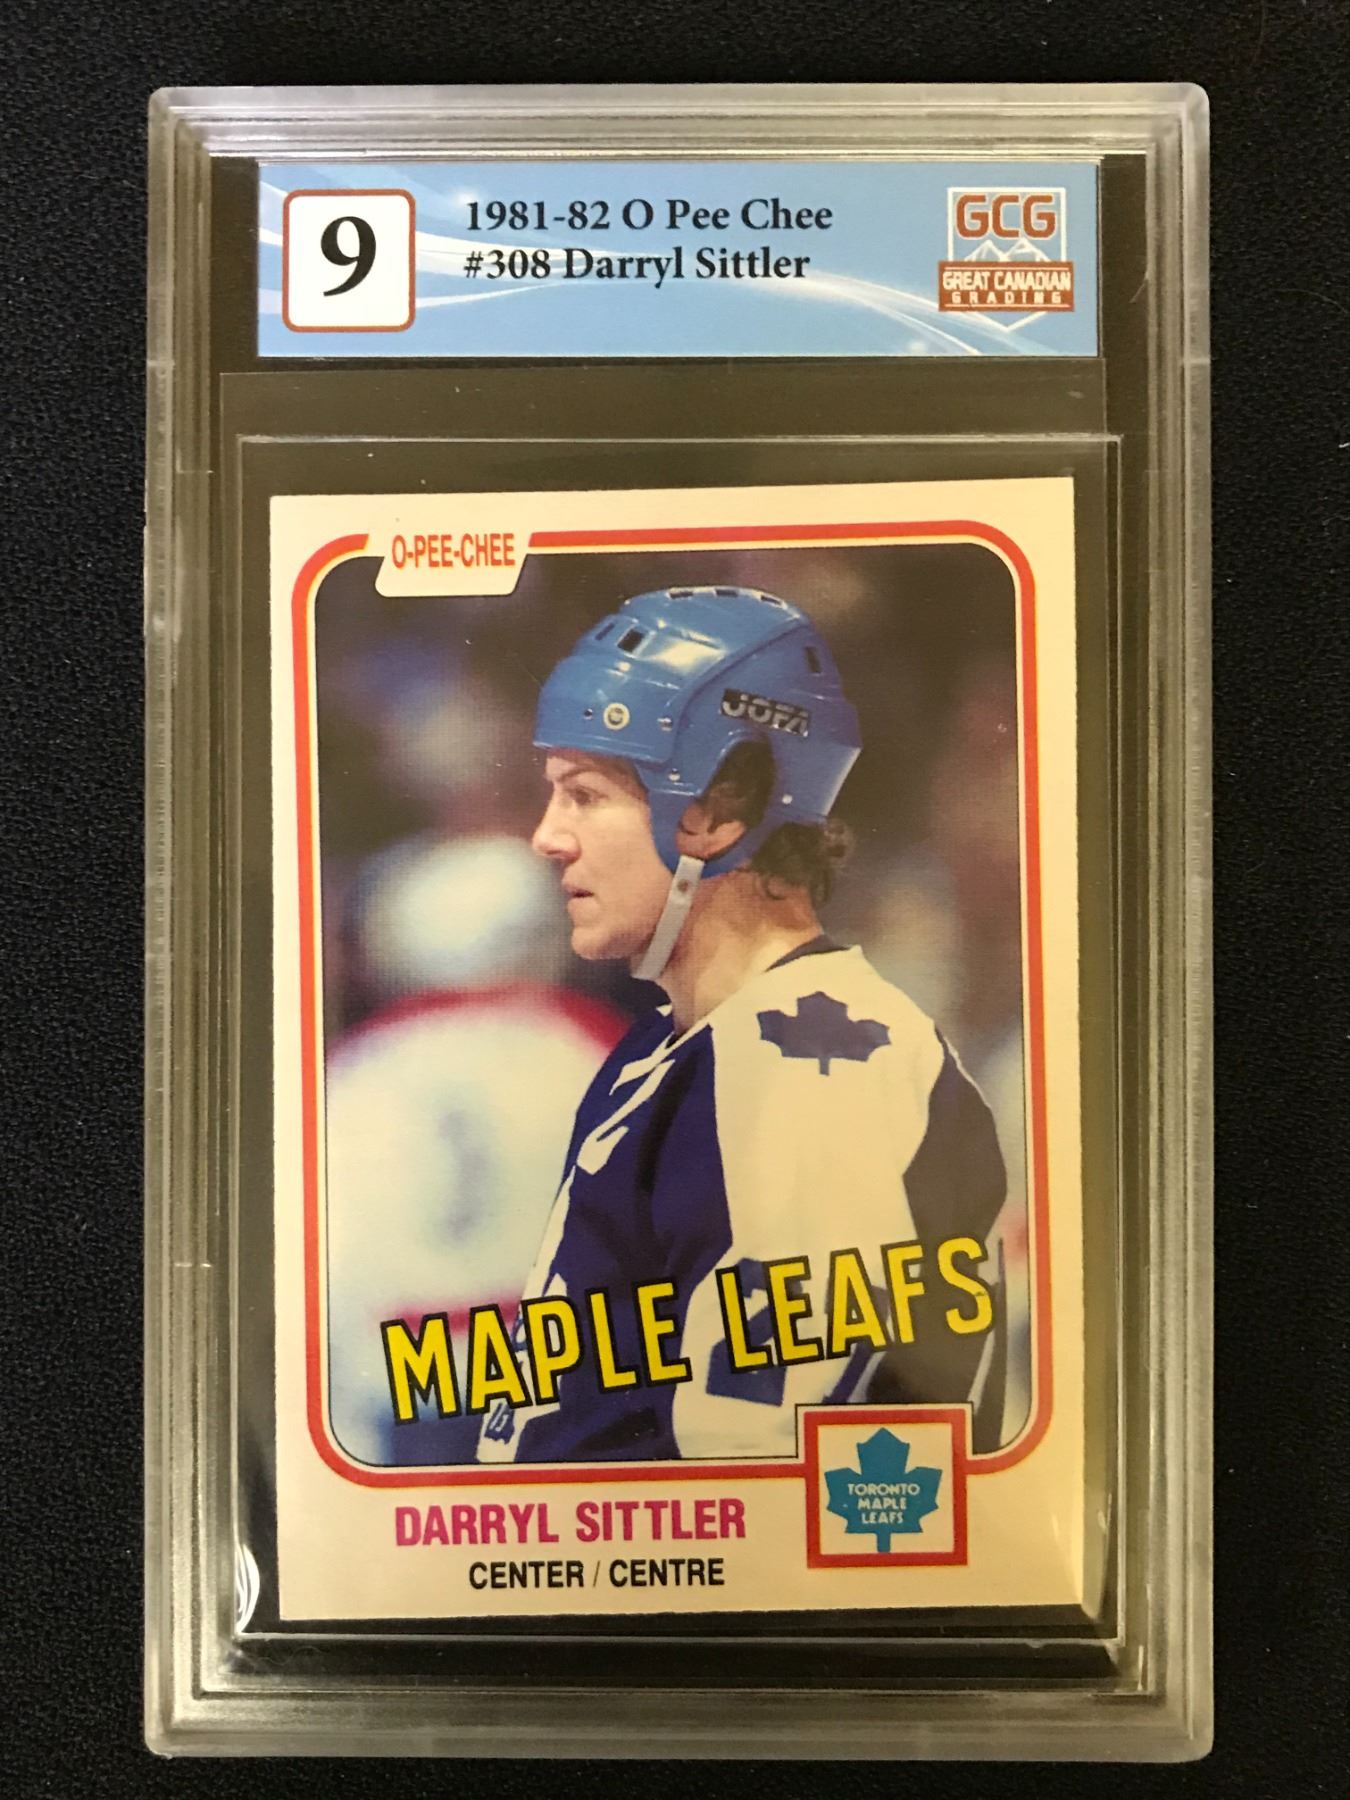 9
1981-82 O Pee Chee
#308 Darryl Sittler
GCG
GREAT CANADIAN
GRADING
O-PEE-CHEE
JOFA
MAPLE LEAFS
DARRYL SITTLER
CENTER / CENTRE
TORONTO
MAPLE
LEAFS